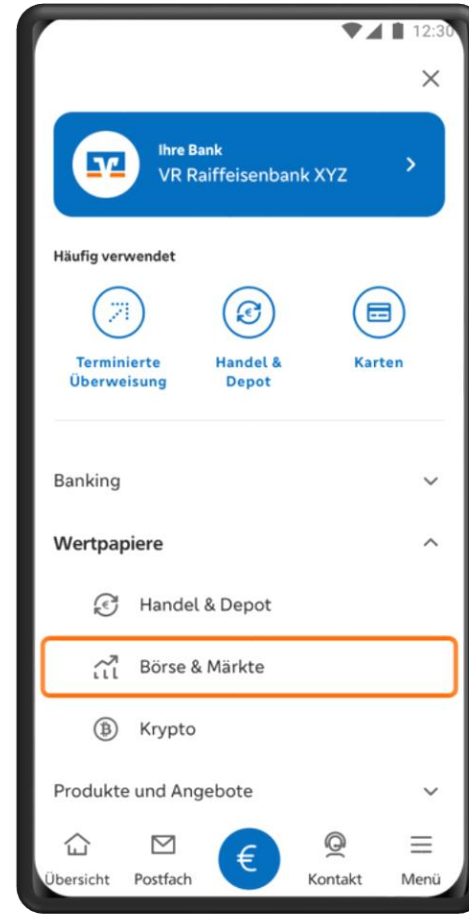 12:30
Ihre Bank
VR Raiffeisenbank XYZ
Häufig verwendet
Terminierte
Überweisung
Handel &
Depot
Karten
Banking
Wertpapiere
Handel & Depot
Börse & Märkte
Krypto
Produkte und Angebote
Übersicht
Postfach
€
Kontakt
Menü